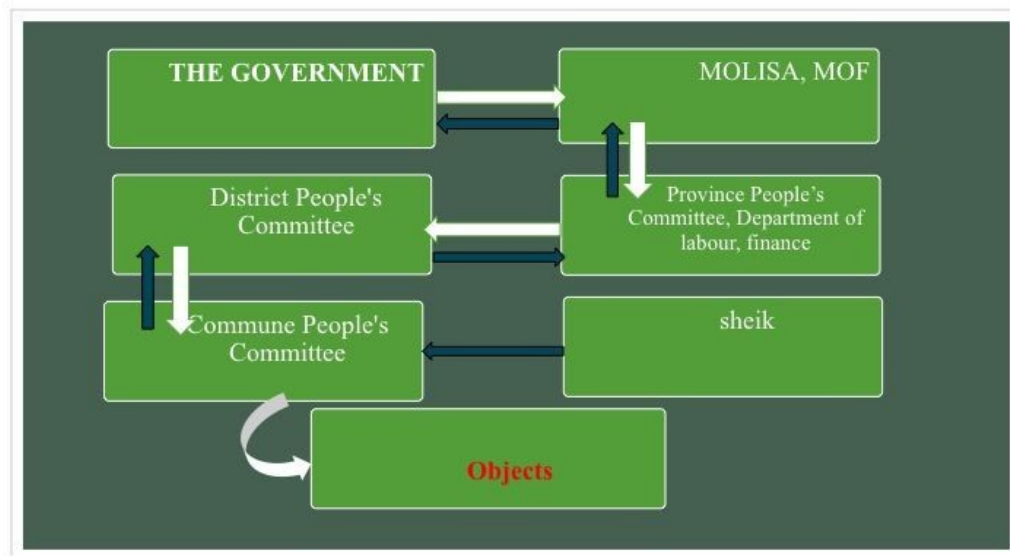 THE GOVERNMENT
MOLISA, MOF
District People's
Committee
Province People’s
Committee, Department of
labour, finance
Commune People's
Committee
sheik
Objects